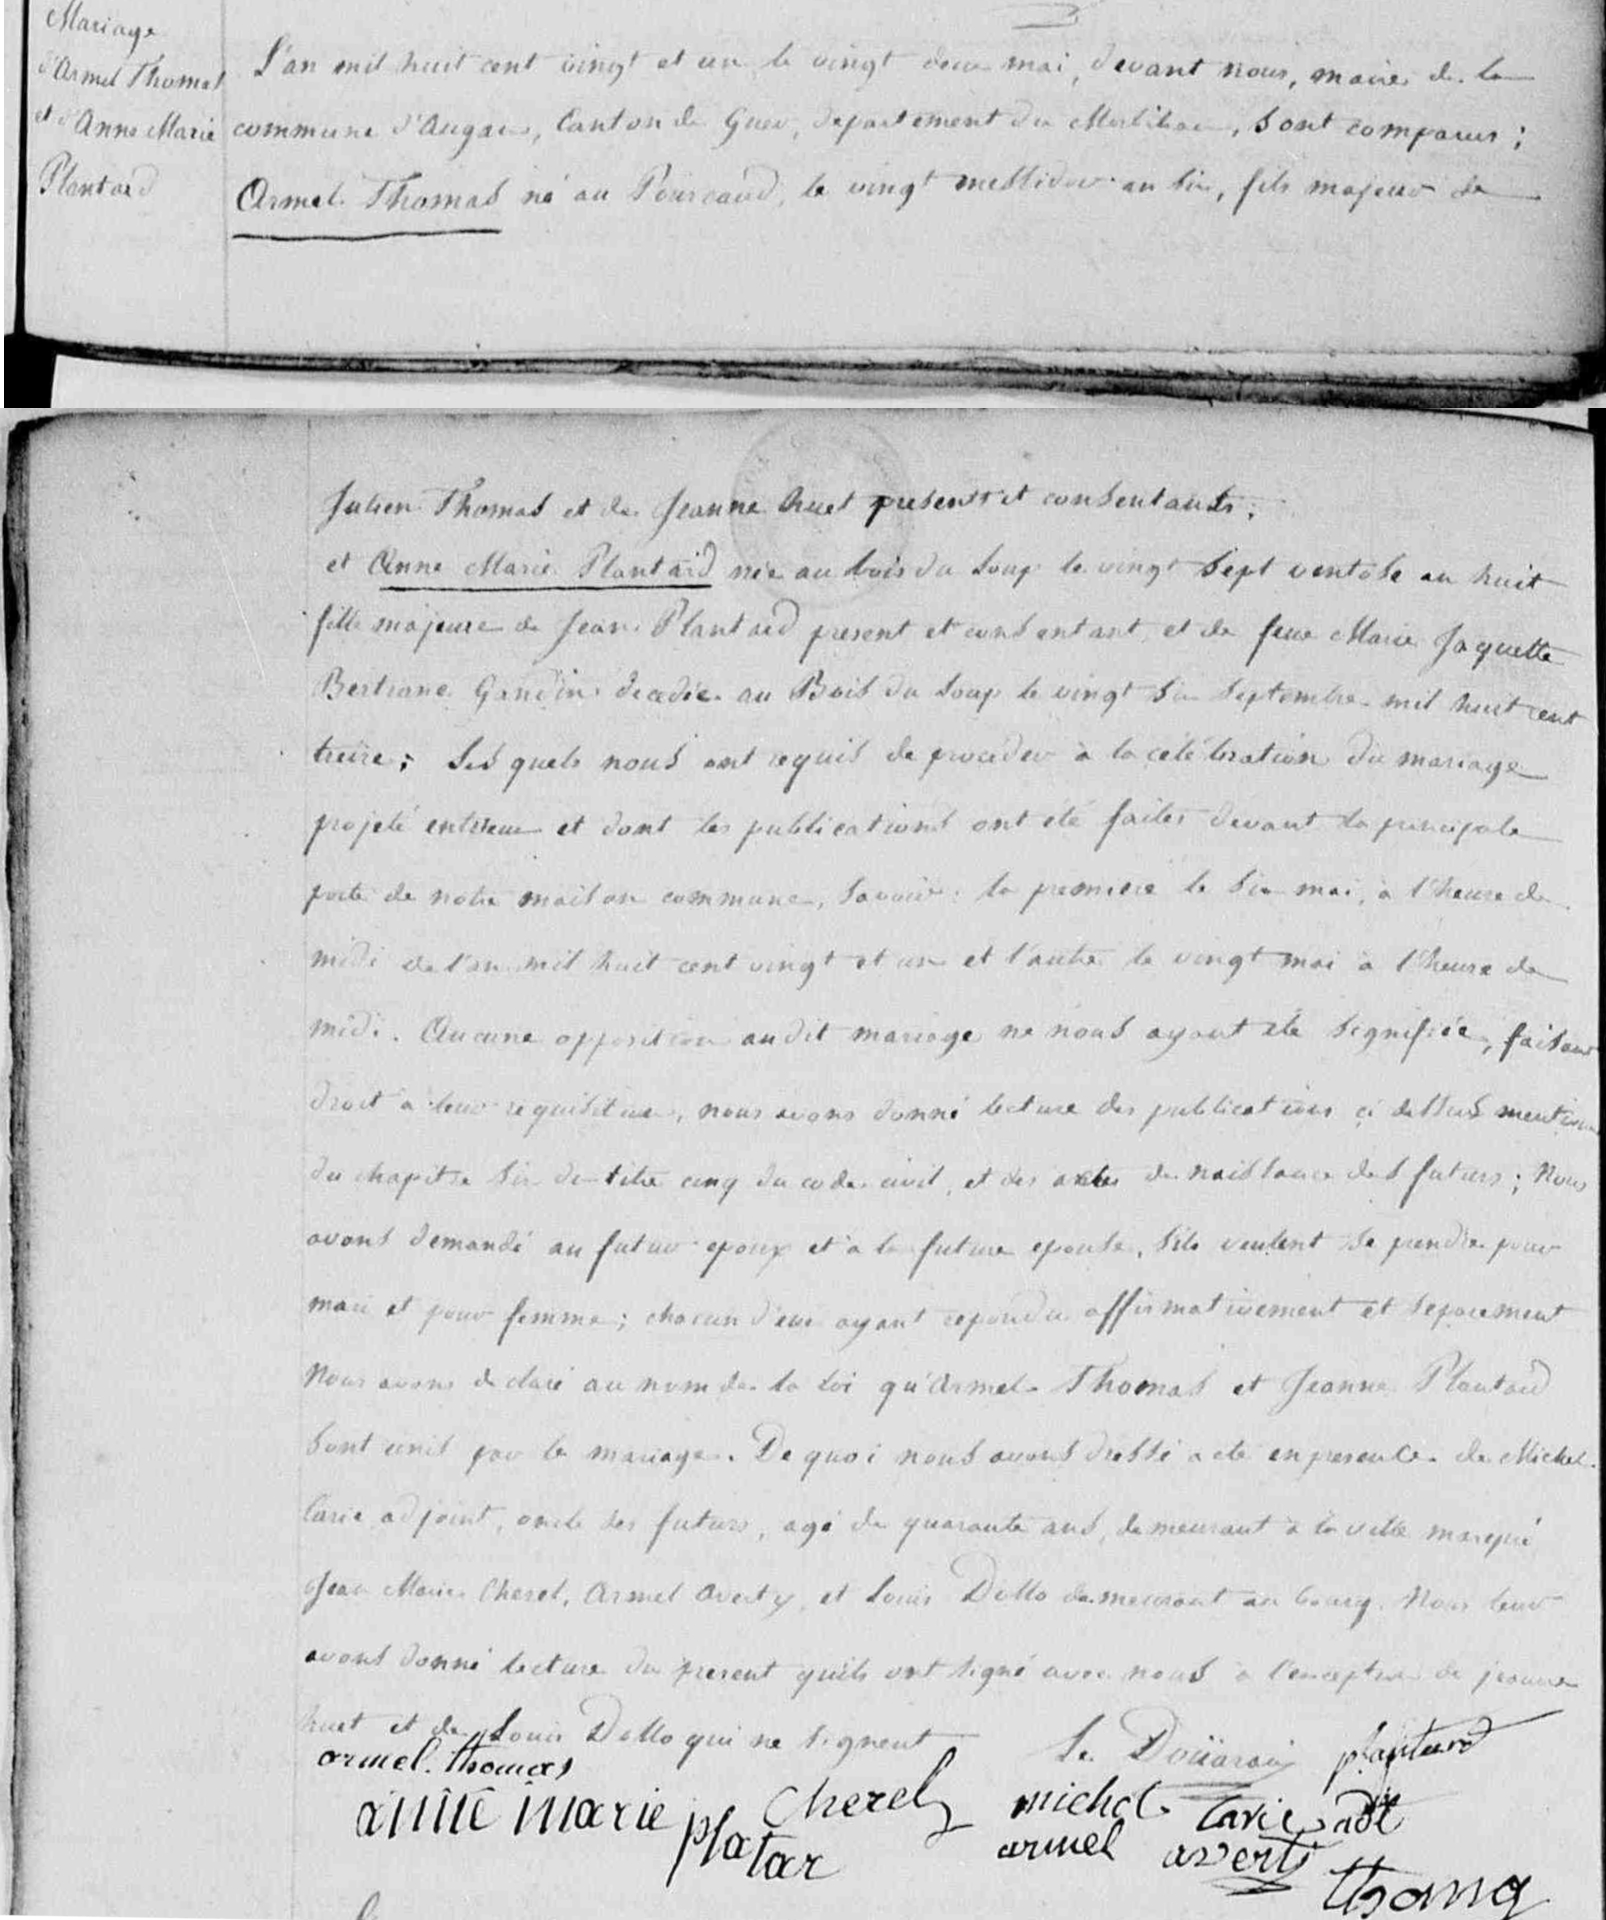 Mariage
d'Armel Thomas
et d'Anne Marie
Plantard
L'an mil huit cent vingt et un le vingt deux mai, devant nous, maire de la
commune d'Augan, Canton de Guer, departement du Morbihan, sont comparus ;
Armel Thomas né au Pourcaud, le vingt messidor an six, fils majeur de
Julien Thomas et de Jeanne huet presents et consentants.
et Anne Marie Plantard née au bois du Loup le vingt sept ventose an huit
fille majeure de Jean Plantard present et consentant, et de feue Marie Jaquette
Bertrane Gandin decedée au Bois du Loup le vingt six septembre mil huit cent
treize ; Les quels nous ont requis de proceder à la célébration du mariage
projeté entr'eux et dont les publications ont été faites devant la principale
porte de notre maison commune, Savoir : la premiere le six mai, à l'heure de
midi de l'an mil huit cent vingt et un et l'autre le vingt mai à l'heure de
midi. Aucune opposition audit mariage ne nous ayant été signifiée, faisant
droit à leur requisition, nous avons donné lecture des publications ci dessus
du chapitre six du titre cinq du code civil, et des actes de naissance des futurs ; Nous
avons demandé au futur epoux et à la future epouse, s'ils veulent se prendre pour
mari et pour femme ; chacun d'eux ayant repondu affirmativement et separement
Nous avons declaré au nom de la loi qu'Armel Thomas et Jeanne Plantard
sont unis par le mariage. De quoi nous avons dressé acte en presence de Michel
Carié adjoint, oncle des futurs, agé de quarante ans, demeurant à la ville
Jean Marie Cherel, Armel Averty, et Louis Dollo demeurant au bourg. Nous leur
avons donné lecture du present qu'ils ont signé avec nous à l'exception de jeanne
huet et de Louis Dollo qui ne signent
Le Doüarain plantard
armel thomas
anne marie platar
Cherel
michel Carié adt
armel averti
thomas